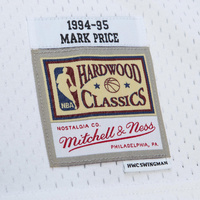 1994-95
MARK PRICE
HARDWOOD
NBA
CLASSICS
NOSTALGIA CO.
Mitchell & Ness
PHILADELPHIA, PA
HWC SWINGMAN